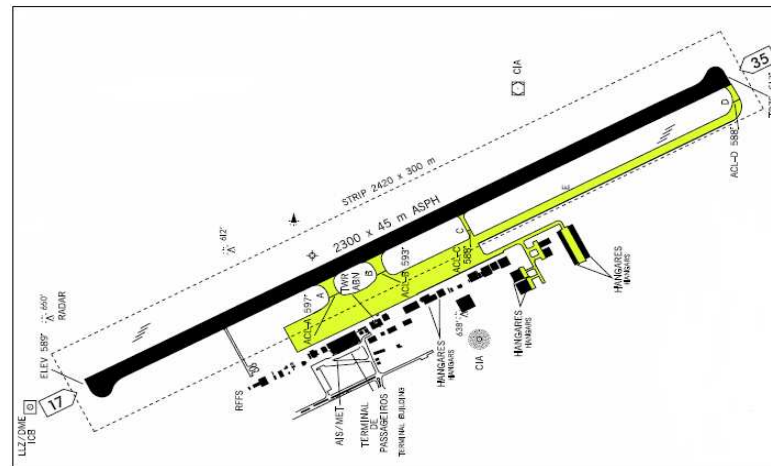 35
CIA
D
ACL-D 588'
STRIP 2420 x 300 m
E
2300 x 45 m ASPH
612'
C
ACL-C
588'
HANGARES
HANGARS
TWR
ABN
B
ACL-B 593'
A
ACL-A 597'
660'
RADAR
ELEV 589'
638'
HANGARES
HANGARS
CIA
HANGARES
HANGARS
RFFS
17
LLZ/DME
ICB
AIS/MET
TERMINAL
DE
PASSAGEIROS
TERMINAL BUILDING